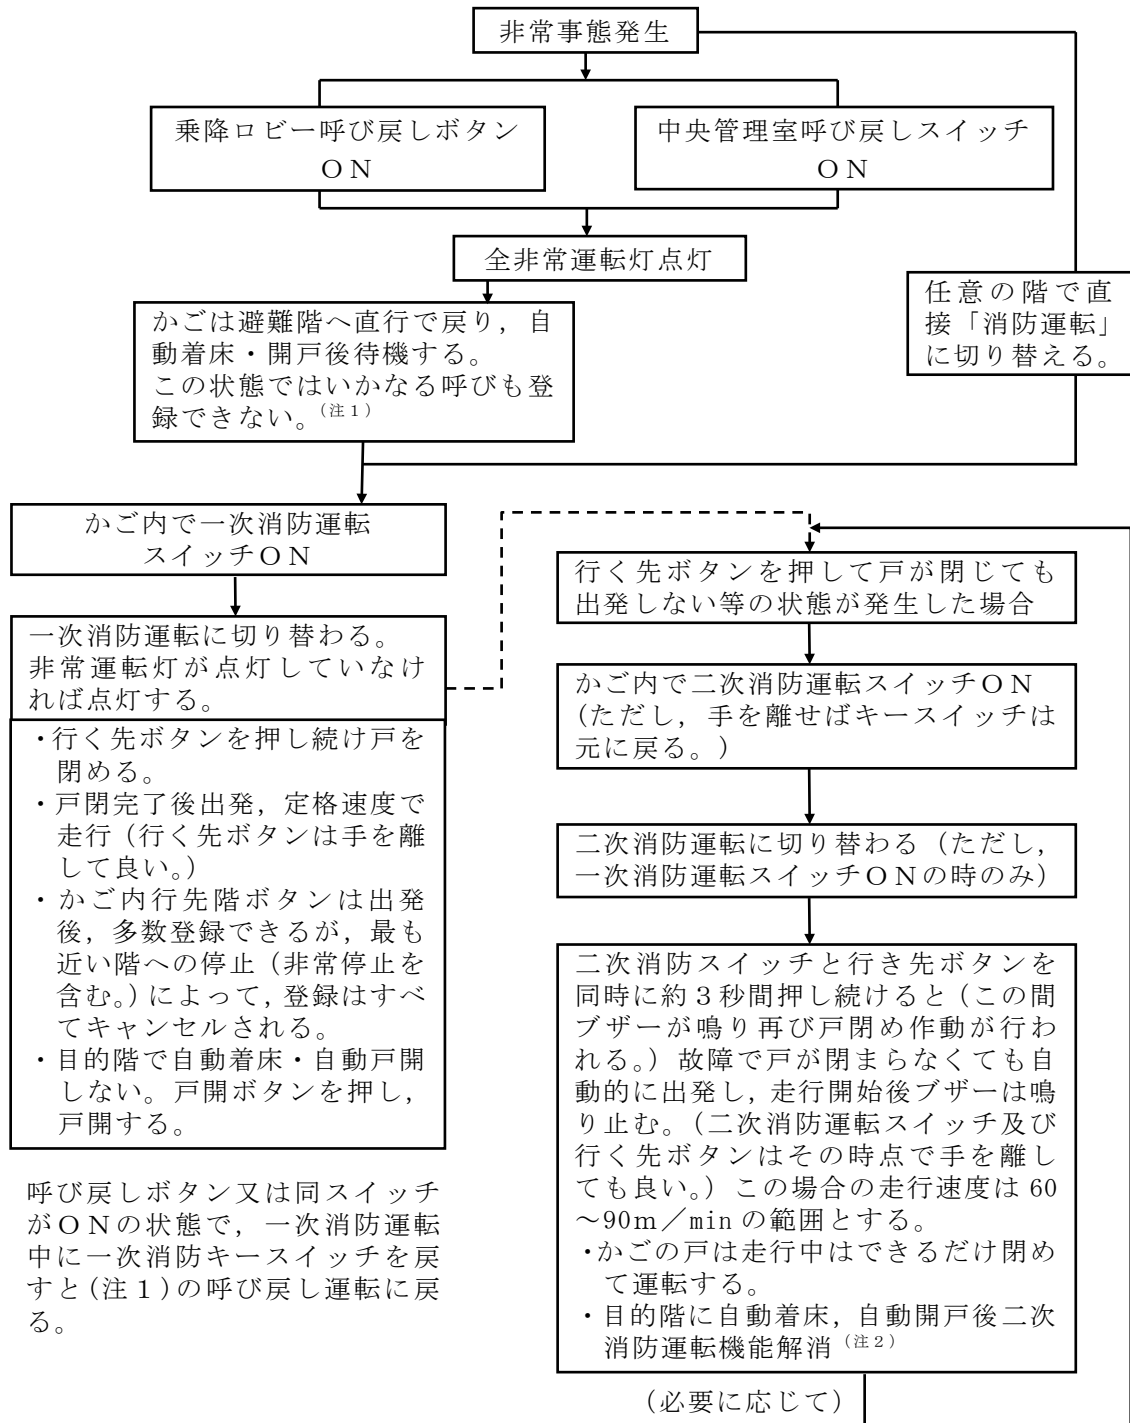 非常事態発生
乗降ロビー呼び戻しボタン
ON
中央管理室呼び戻しスイッチ
ON
全非常運転灯点灯
任意の階で直
接「消防運転」
に切り替える。
かごは避難階へ直行で戻り，自
動着床・開戸後待機する。
この状態ではいかなる呼びも登
録できない。(注１)
かご内で一次消防運転
スイッチON
一次消防運転に切り替わる。
非常運転灯が点灯していなけ
れば点灯する。
・行く先ボタンを押し続け戸を
閉める。
・戸閉完了後出発，定格速度で
走行（行く先ボタンは手を離
して良い。）
・かご内行先階ボタンは出発
後，多数登録できるが，最も
近い階への停止（非常停止を
含む。）によって，登録はすべ
てキャンセルされる。
・目的階で自動着床・自動戸開
しない。戸開ボタンを押し，
戸開する。
呼び戻しボタン又は同スイッチ
がONの状態で，一次消防運転
中に一次消防キースイッチを戻
すと(注１)の呼び戻し運転に戻
る。
行く先ボタンを押して戸が閉じても
出発しない等の状態が発生した場合
かご内で二次消防運転スイッチON
(ただし，手を離せばキースイッチは
元に戻る。)
二次消防運転に切り替わる（ただし，
一次消防運転スイッチONの時のみ）
二次消防スイッチと行き先ボタンを
同時に約３秒間押し続けると（この間
ブザーが鳴り再び戸閉め作動が行わ
れる。）故障で戸が閉まらなくても自
動的に出発し，走行開始後ブザーは鳴
り止む。（二次消防運転スイッチ及び
行く先ボタンはその時点で手を離し
ても良い。）この場合の走行速度は 60
～90ｍ／min の範囲とする。
・かごの戸は走行中はできるだけ閉め
て運転する。
・目的階に自動着床，自動開戸後二次
消防運転機能解消(注２)
（必要に応じて）